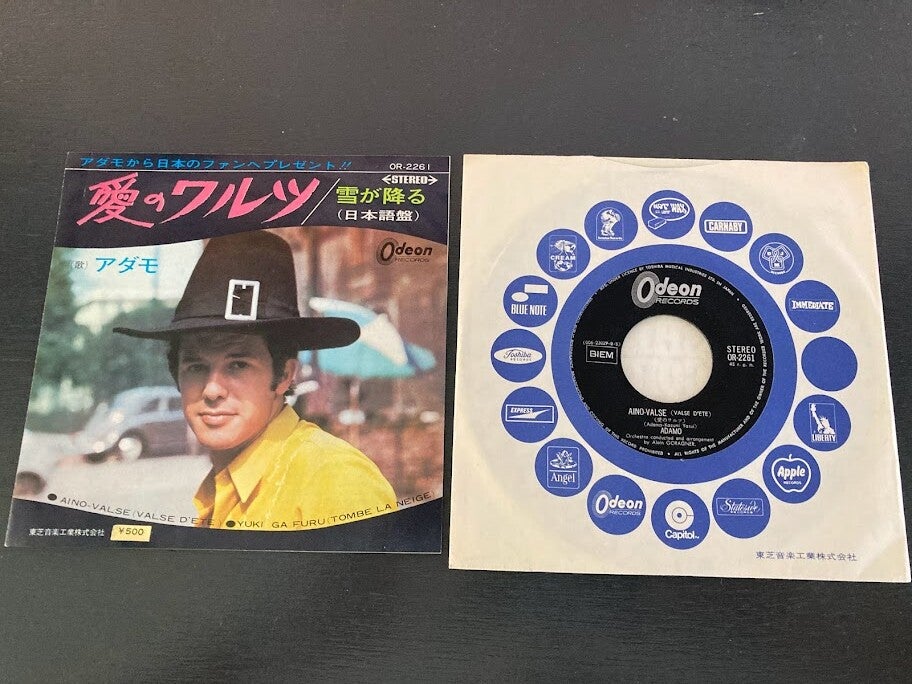 アダモから日本のファンへプレゼント!!
OR-2261
愛のワルツ/
←STEREO→
雪が降る
(日本語盤)
Odeon
RECORDS
(歌) アダモ
●AINO-VALSE (VALSE D'ETE) ●YUKI GA FURU (TOMBE LA NEIGE)
東芝音楽工業株式会社
¥500
CARNABY
CREAM
BLUE NOTE
IMMEDIATE
Toshiba
RECORDS
EXPRESS
LIBERTY
Angel
Apple
RECORDS
Odeon
RECORDS
Capitol
Stateside
東芝音楽工業株式会社
Odeon
RECORDS
BIEM
STEREO
OR-2261
45 r.p.m.
AINO-VALSE (VALSE D'ETE)
(愛のワルツ)
(Adamo-Kazumi Yasui)
ADAMO
Orchestra conducted and arrangement
by Alain GORAGUER.